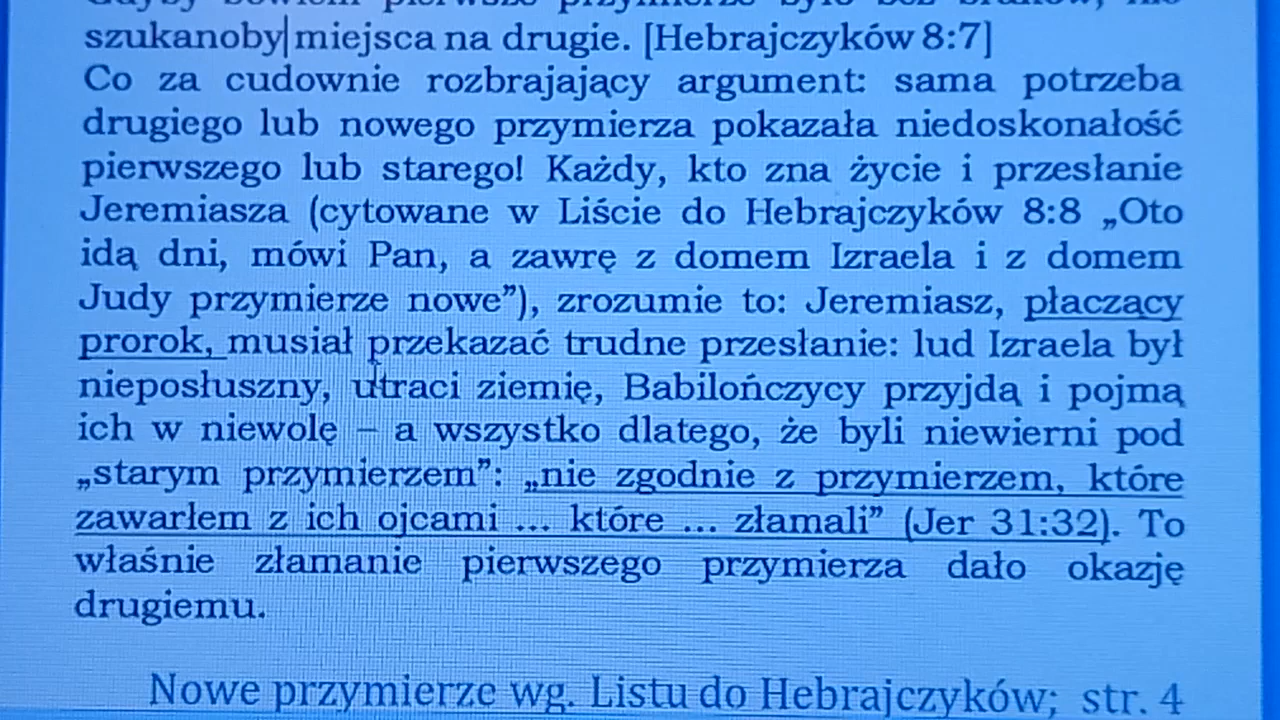 szukanoby miejsca na drugie. [Hebrajczyków 8:7]
Co za cudownie rozbrajający argument: sama potrzeba
drugiego lub nowego przymierza pokazała niedoskonałość
pierwszego lub starego! Każdy, kto zna życie i przesłanie
Jeremiasza (cytowane w Liście do Hebrajczyków 8:8 „Oto
idą dni, mówi Pan, a zawrę z domem Izraela i z domem
Judy przymierze nowe”), zrozumie to: Jeremiasz, płaczący
prorok, musiał przekazać trudne przesłanie: lud Izraela był
nieposłuszny, utraci ziemię, Babilończycy przyjdą i pojmą
ich w niewolę – a wszystko dlatego, że byli niewierni pod
„starym przymierzem”: „nie zgodnie z przymierzem, które
zawarłem z ich ojcami ... które ... złamali” (Jer 31:32). To
właśnie złamanie pierwszego przymierza dało okazję
drugiemu.
Nowe przymierze wg. Listu do Hebrajczyków; str. 4